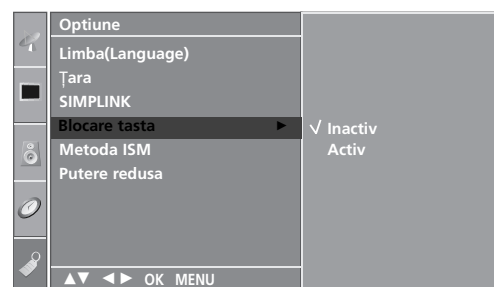 Optiune
Limba(Language)
Țara
SIMPLINK
Blocare tasta ►
√ Inactiv
Activ
Metoda ISM
Putere redusa
▲▼ ◄► OK MENU